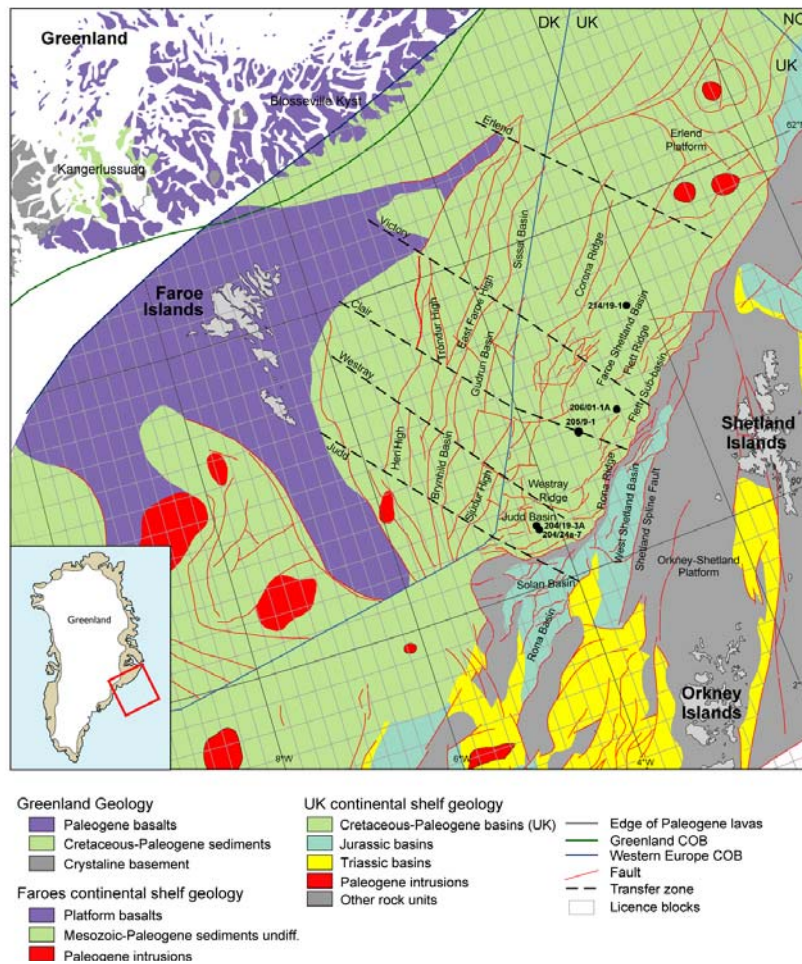 Greenland
DK
UK
NO
UK
Blosseville Kyst
62°N
Erlend
Erlend
Platform
Kangerlussuaq
Victory
Sissal Basin
Corona Ridge
Faroe
Islands
Clair
Trondur High
East Faroe High
214/19-1
Faroe Shetland Basin
Flett Ridge
Gudrun Basin
Westray
Flett Sub-basin
206/01-1A
205/9-1
Shetland
Islands
Judd
Heri High
Brynhild Basin
Sjudur High
Westray
Ridge
Rona Ridge
60°
Judd Basin
204/19-3A
204/24a-7
West Shetland Basin
Shetland Spline Fault
Orkney-Shetland
Platform
Solan Basin
Rona Basin
Greenland
Orkney
Islands
2°
8°W
6°W
4°W
Greenland Geology
Paleogene basalts
Cretaceous-Paleogene sediments
Crystaline basement
Faroes continental shelf geology
Platform basalts
Mesozoic-Paleogene sediments undiff.
Paleogene intrusions
UK continental shelf geology
Cretaceous-Paleogene basins (UK)
Jurassic basins
Triassic basins
Paleogene intrusions
Other rock units
Edge of Paleogene lavas
Greenland COB
Western Europe COB
Fault
Transfer zone
Licence blocks